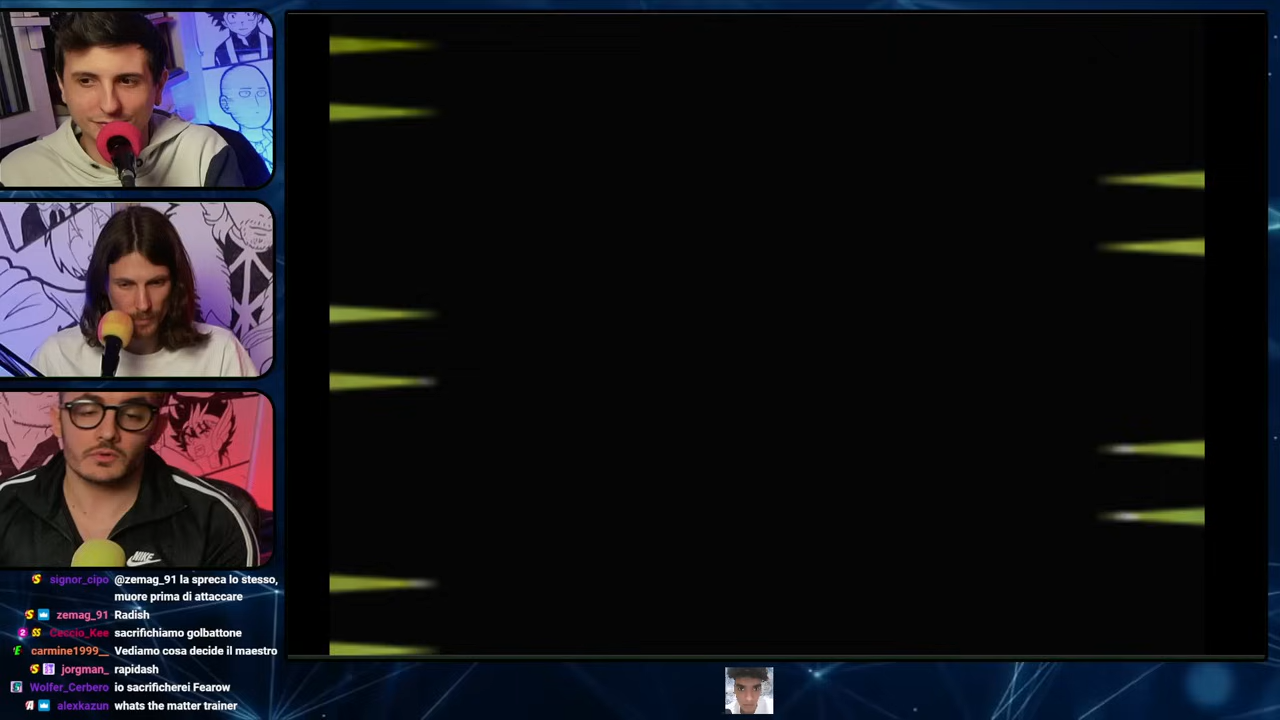 NIKE
signor_cipo @zemag_91 la spreca lo stesso,
muore prima di attaccare
zemag_91 Radish
Ceccio_Kee sacrifichiamo golbattone
carmine1999__ Vediamo cosa decide il maestro
jorgman_ rapidash
Wolfer_Cerbero io sacrificherei Fearow
alexkazun whats the matter trainer